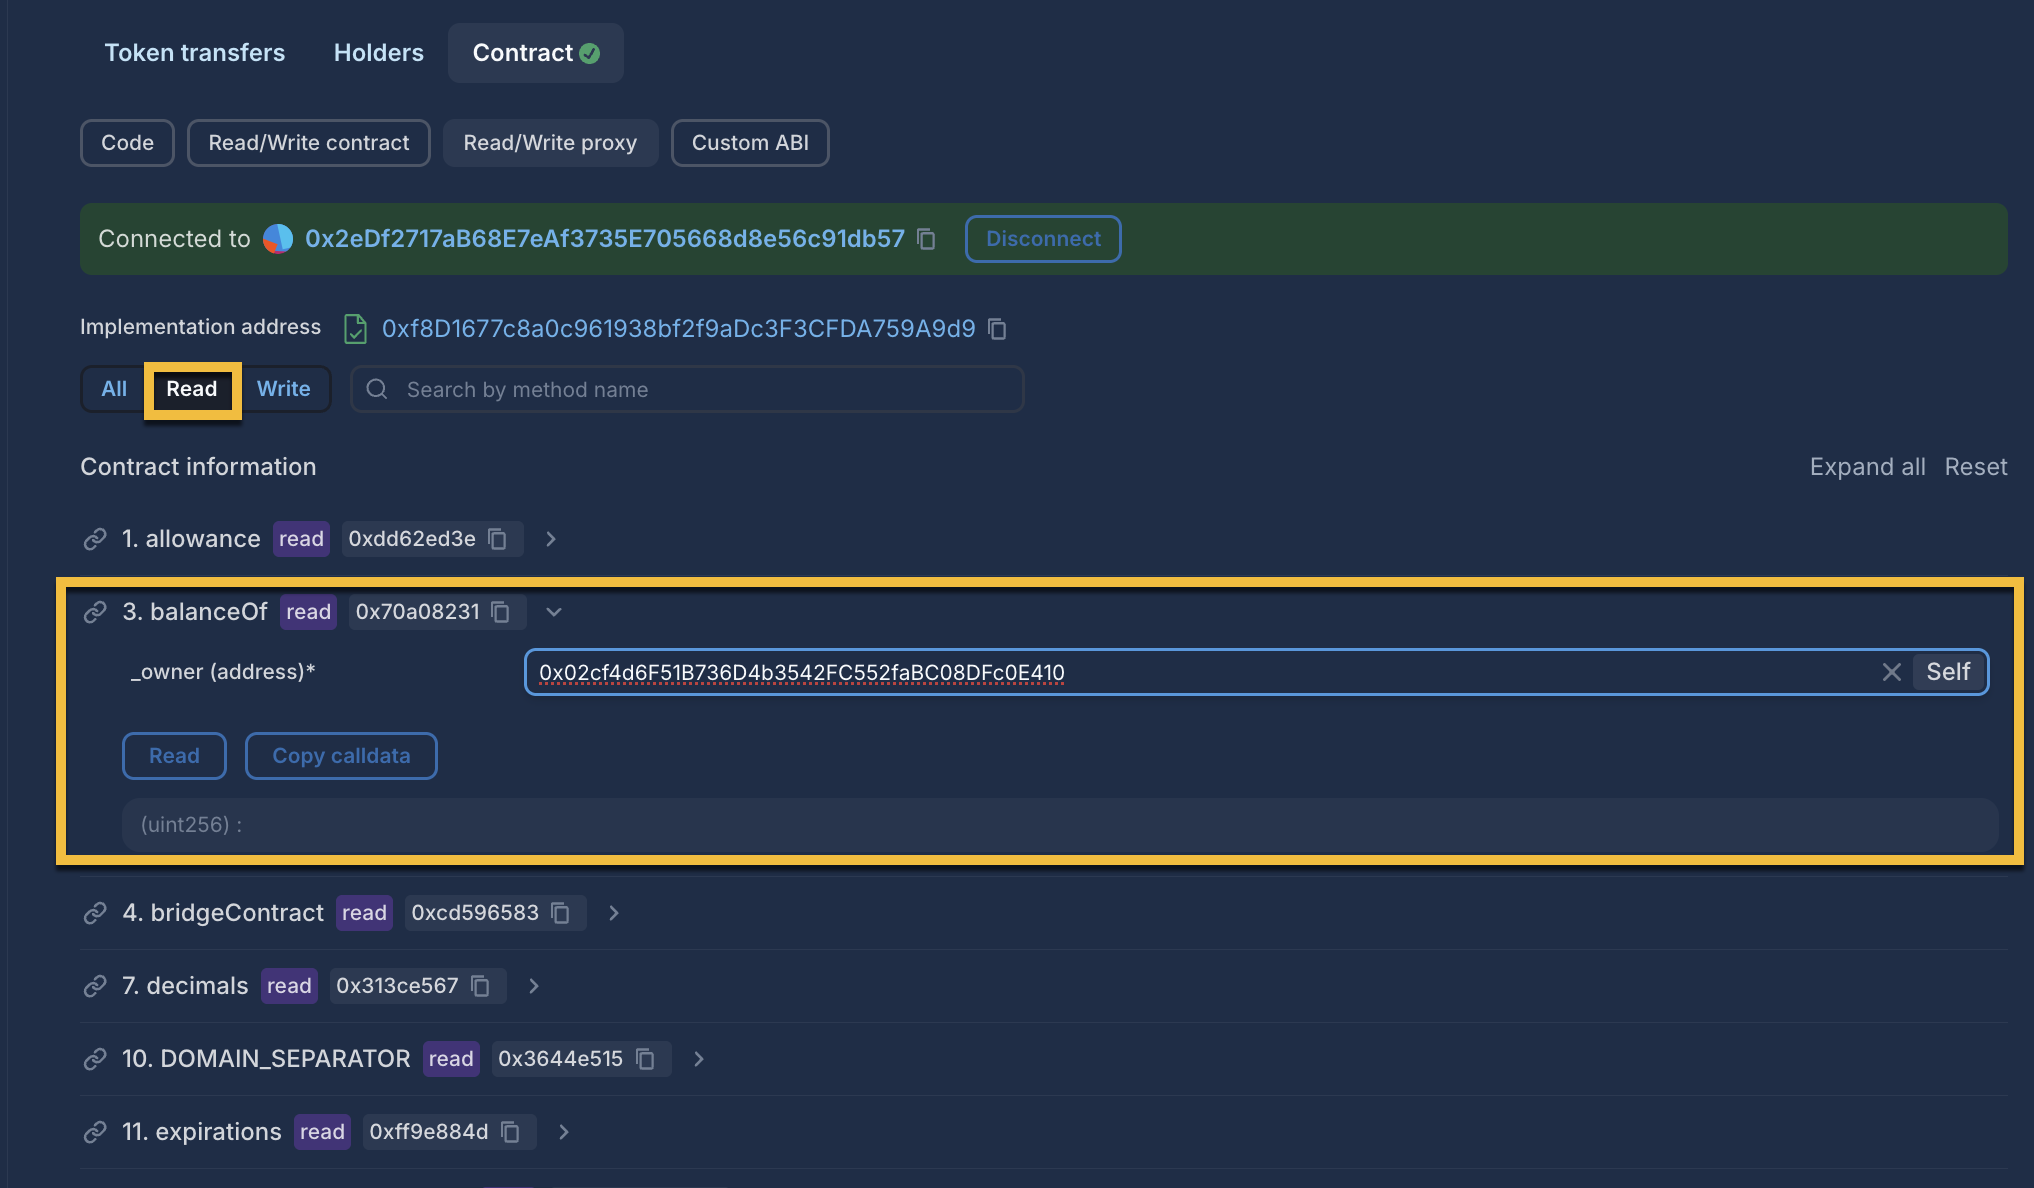 Token transfers Holders Contract
Code Read/Write contract Read/Write proxy Custom ABI
Connected to 0x2eDf2717aB68E7eAf3735E705668d8e56c91db57 Disconnect
Implementation address 0xf8D1677c8a0c961938bf2f9aDc3F3CFDA759A9d9
All Read Write Search by method name
Contract information Expand all Reset
1. allowance read 0xdd62ed3e
3. balanceOf read 0x70a08231
_owner (address)* 0x02cf4d6F51B736D4b3542FC552faBC08DFc0E410 Self
Read Copy calldata
(uint256) :
4. bridgeContract read 0xcd596583
7. decimals read 0x313ce567
10. DOMAIN_SEPARATOR read 0x3644e515
11. expirations read 0xff9e884d